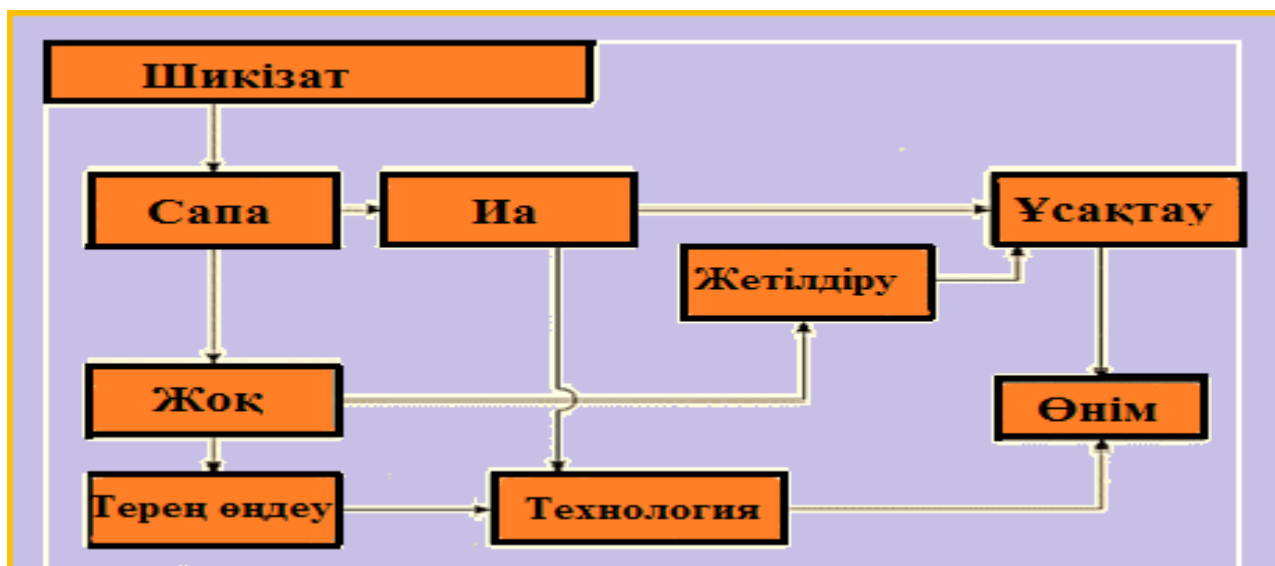 Шикізат
Сапа
Иа
Ұсақтау
Жетілдіру
Жоқ
Өнім
Терең өңдеу
Технология